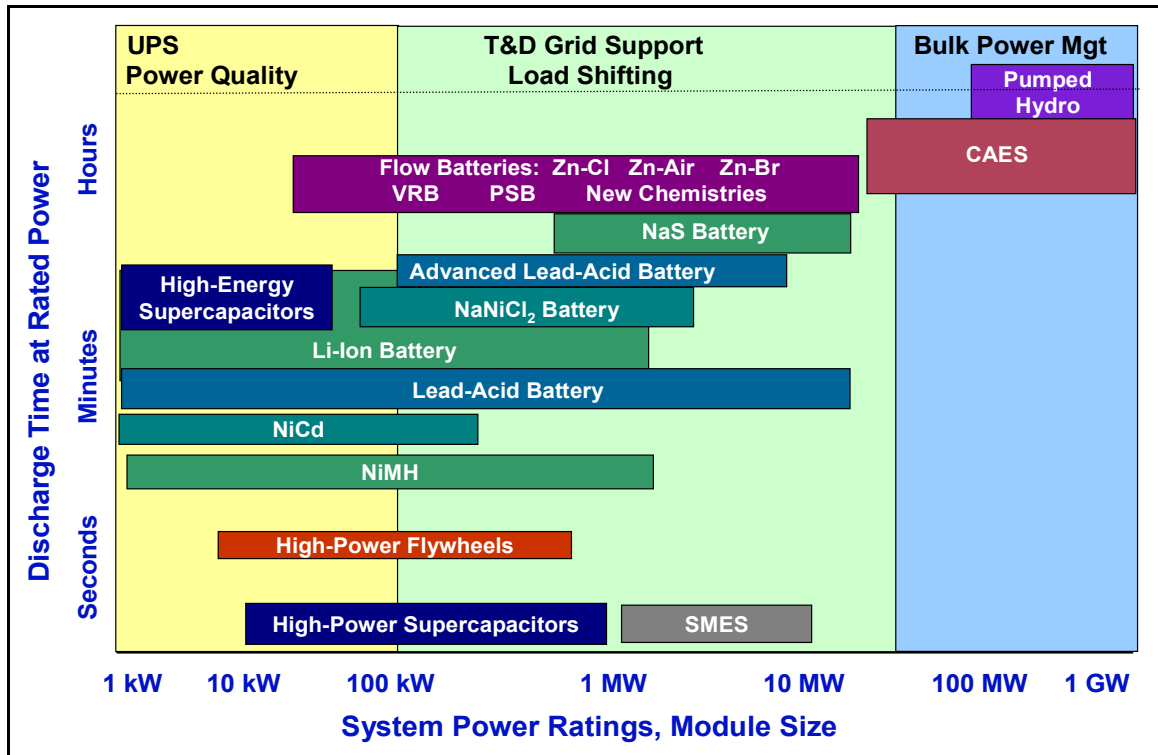 UPS
Power Quality
T&D Grid Support
Load Shifting
Bulk Power Mgt
Pumped
Hydro
CAES
Flow Batteries: Zn-Cl Zn-Air Zn-Br
VRB PSB New Chemistries
NaS Battery
Advanced Lead-Acid Battery
High-Energy
Supercapacitors
NaNiCl₂ Battery
Li-Ion Battery
Lead-Acid Battery
NiCd
NiMH
High-Power Flywheels
High-Power Supercapacitors
SMES
Discharge Time at Rated Power
Hours
Minutes
Seconds
1 kW 10 kW 100 kW 1 MW 10 MW 100 MW 1 GW
System Power Ratings, Module Size